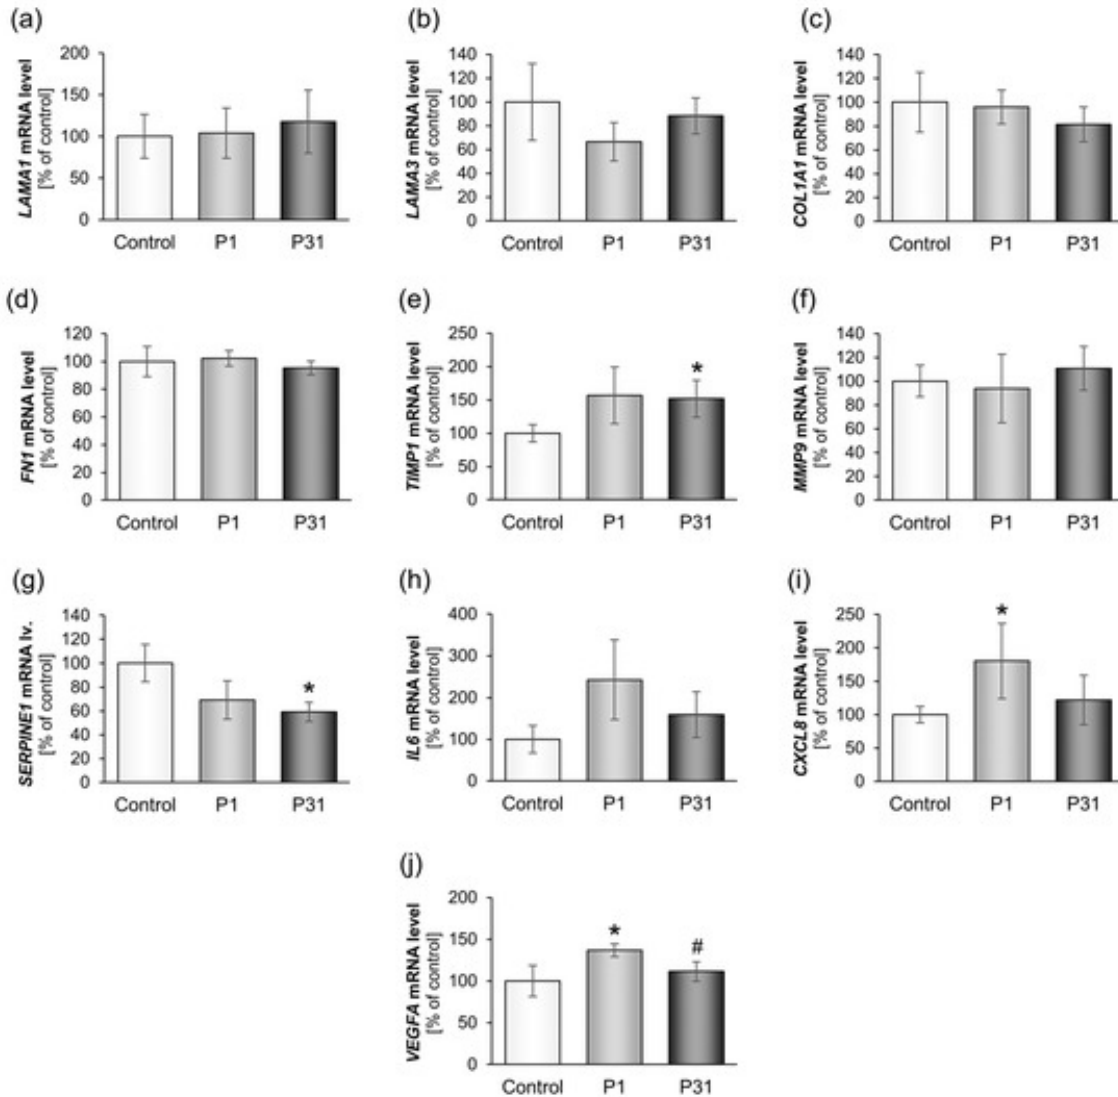 (a)
LAMA1 mRNA level
[% of control]
200
150
100
50
0
Control P1 P31
(b)
LAMA3 mRNA level
[% of control]
140
120
100
80
60
40
20
0
Control P1 P31
(c)
COL1A1 mRNA level
[% of control]
140
120
100
80
60
40
20
0
Control P1 P31
(d)
FN1 mRNA level
[% of control]
120
100
80
60
40
20
0
Control P1 P31
(e)
TIMP1 mRNA level
[% of control]
250
200
150
100
50
0
*
Control P1 P31
(f)
MMP9 mRNA level
[% of control]
140
120
100
80
60
40
20
0
Control P1 P31
(g)
SERPINE1 mRNA lv.
[% of control]
140
120
100
80
60
40
20
0
*
Control P1 P31
(h)
IL6 mRNA level
[% of control]
400
300
200
100
0
Control P1 P31
(i)
CXCL8 mRNA level
[% of control]
250
200
150
100
50
0
*
Control P1 P31
(j)
VEGFA mRNA level
[% of control]
200
150
100
50
0
* #
Control P1 P31